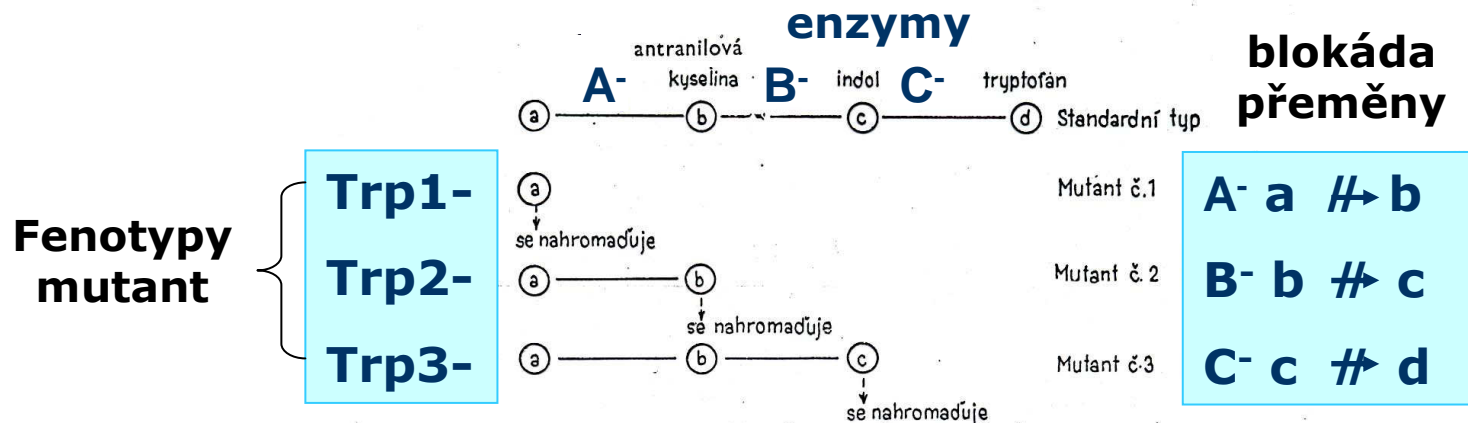 enzymy
antranilová
kyselina
A-
B-
indol
C-
tryptofán
blokáda
přeměny
a
b
c
d
Standardní typ
Fenotypy
mutant
Trp1-
a
se nahromaďuje
Mutant č.1
A- a // b
Trp2-
a
b
se nahromaďuje
Mutant č. 2
B- b // c
Trp3-
a
b
c
se nahromaďuje
Mutant č.3
C- c // d